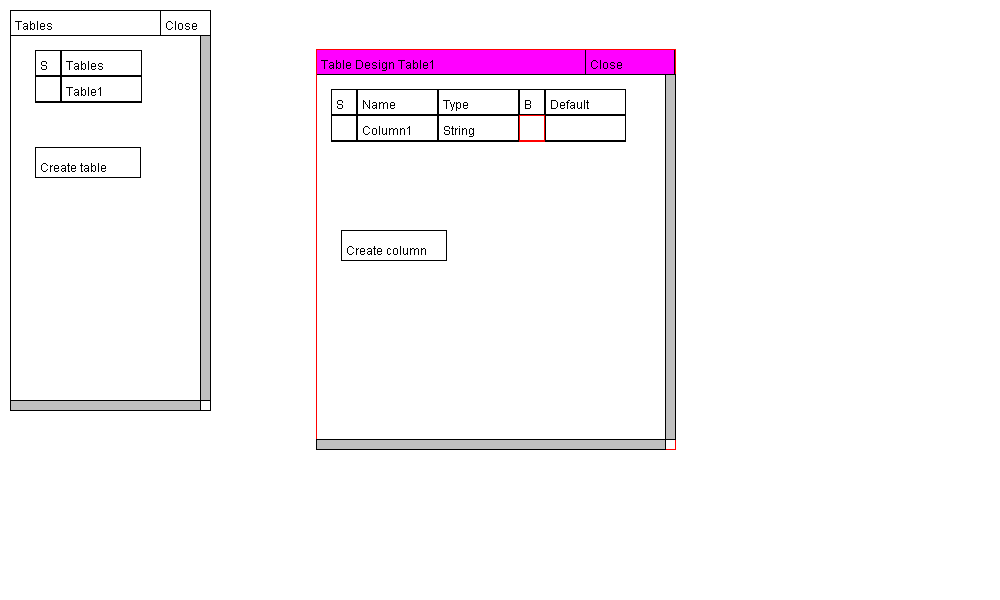 Tables Close
S Tables
Table1
Create table
Table Design Table1 Close
S Name Type B Default
Column1 String
Create column